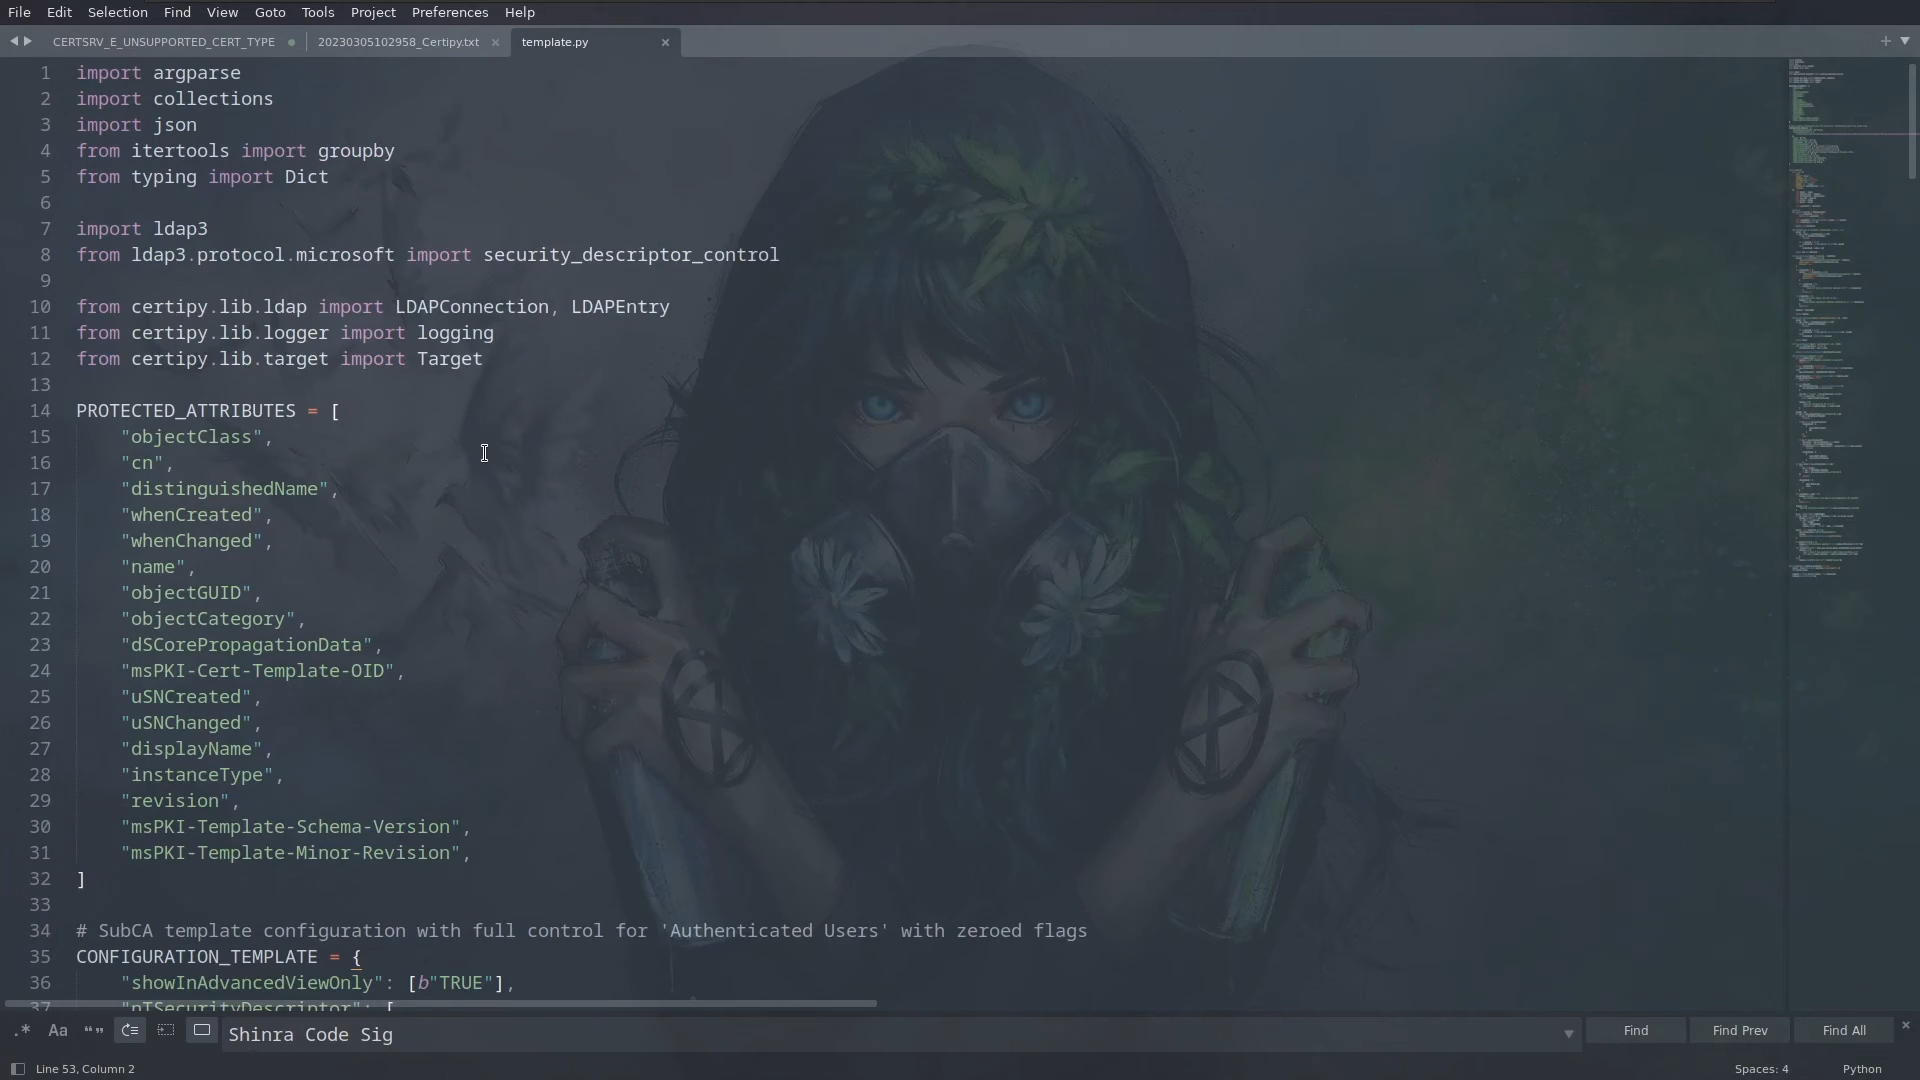 File Edit Selection Find View Goto Tools Project Preferences Help
CERTSRV_E_UNSUPPORTED_CERT_TYPE 20230305102958_Certipy.txt × template.py ×
1 import argparse
2 import collections
3 import json
4 from itertools import groupby
5 from typing import Dict
6
7 import ldap3
8 from ldap3.protocol.microsoft import security_descriptor_control
9
10 from certipy.lib.ldap import LDAPConnection, LDAPEntry
11 from certipy.lib.logger import logging
12 from certipy.lib.target import Target
13
14 PROTECTED_ATTRIBUTES = [
15 "objectClass",
16 "cn",
17 "distinguishedName",
18 "whenCreated",
19 "whenChanged",
20 "name",
21 "objectGUID",
22 "objectCategory",
23 "dSCorePropagationData",
24 "msPKI-Cert-Template-OID",
25 "uSNCreated",
26 "uSNChanged",
27 "displayName",
28 "instanceType",
29 "revision",
30 "msPKI-Template-Schema-Version",
31 "msPKI-Template-Minor-Revision",
32 ]
33
34 # SubCA template configuration with full control for 'Authenticated Users' with zeroed flags
35 CONFIGURATION_TEMPLATE = {
36 "showInAdvancedViewOnly": [b"TRUE"],
37 "nTSecurityDescriptor": [
.* Aa “” Shinra Code Sig Find Find Prev Find All ×
Line 53, Column 2 Spaces: 4 Python